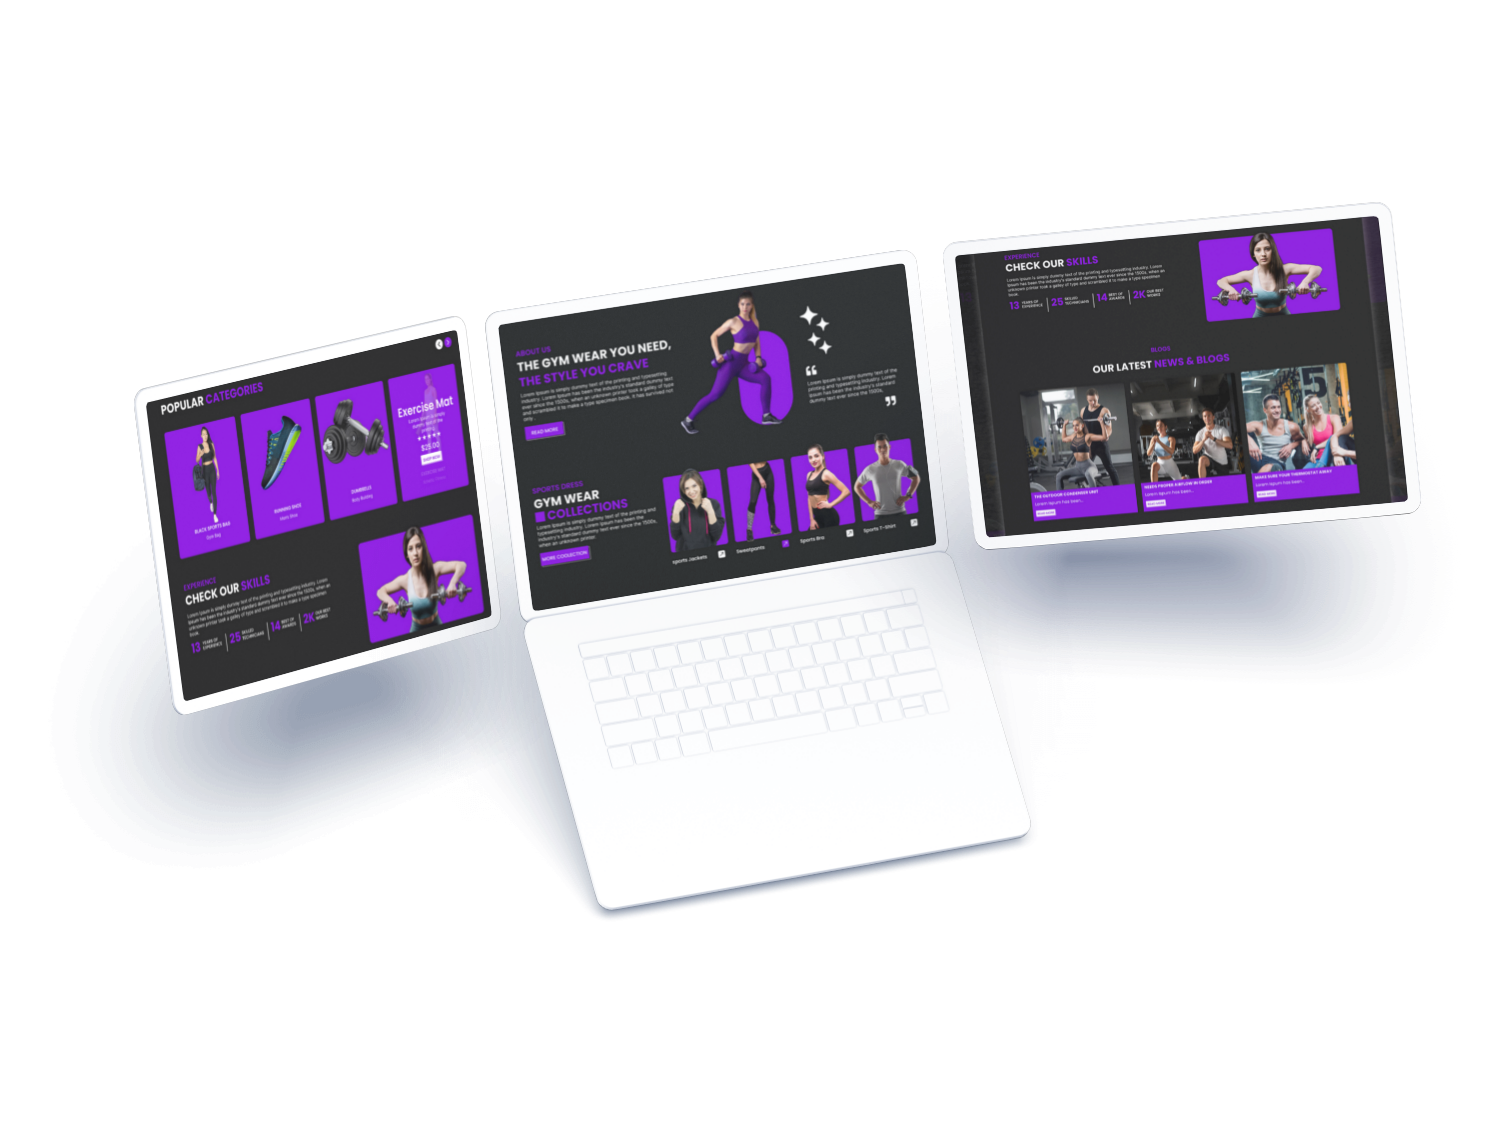 POPULAR CATEGORIES
BLACK SPORTS BAG
Gym Bag
RUNNING SHOE
DUMBBELLS
Body Building
Exercise Mat
Lorem Ipsum is simply
$25.00
SHOP NOW
EXPERIENCE
CHECK OUR SKILLS
Lorem Ipsum is simply dummy text of the printing and typesetting industry. Lorem
Ipsum has been the industry's standard dummy text ever since the 1500s, when an
unknown printer took a galley of type and scrambled it to make a type specimen
book.
13 YEARS OF EXPERIENCE
25 SKILLED TECHNICIANS
14 BEST OF AWARDS
2K OUR BEST WORKS
ABOUT US
THE GYM WEAR YOU NEED,
THE STYLE YOU CRAVE
Lorem Ipsum is simply dummy text of the printing and typesetting
industry. Lorem Ipsum has been the industry's standard dummy text
ever since the 1500s, when an unknown printer took a galley of type
and scrambled it to make a type specimen book. It has survived not
only
READ MORE
“
Lorem Ipsum is simply dummy text of the
printing and typesetting industry. Lorem
Ipsum has been the industry's standard
dummy text ever since the 1500s,
”
SPORTS DRESS
GYM WEAR
COLLECTIONS
Lorem Ipsum is simply dummy text of the printing and
typesetting industry. Lorem Ipsum has been the
industry's standard dummy text ever since the 1500s,
when an unknown printer.
MORE COOLECTION
sports Jackets
Sweatpants
Sports Bra
Sports T-Shirt
EXPERIENCE
CHECK OUR SKILLS
Lorem Ipsum is simply dummy text of the printing and typesetting industry. Lorem
Ipsum has been the industry's standard dummy text ever since the 1500s, when an
unknown printer took a galley of type and scrambled it to make a type specimen
book.
13 YEARS OF EXPERIENCE
25 SKILLED TECHNICIANS
14 BEST OF AWARDS
2K OUR BEST WORKS
BLOGS
OUR LATEST NEWS & BLOGS
5
THE OUTDOOR CONDENSER UNIT
Lorem Ispum has been...
READ MORE
NEEDS PROPER AIRFLOW IN ORDER
Lorem Ispum has been...
READ MORE
MAKE SURE YOUR THERMOSTAT AWAY
Lorem Ispum has been...
READ MORE